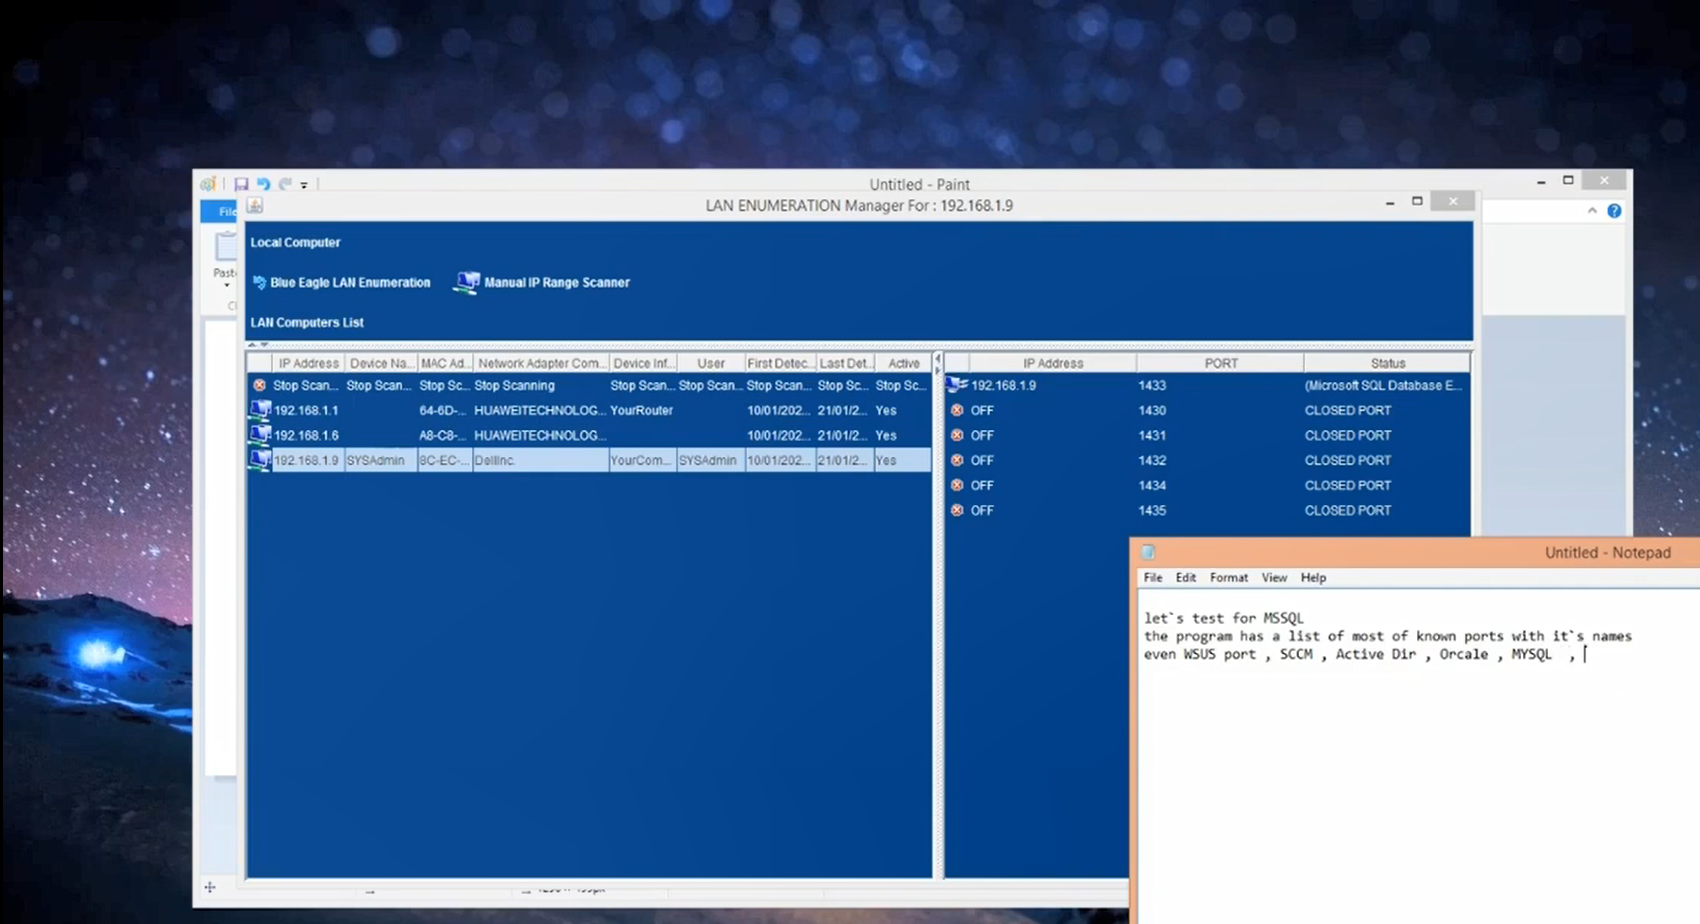 Untitled - Paint
File
LAN ENUMERATION Manager For : 192.168.1.9
Local Computer
Blue Eagle LAN Enumeration Manual IP Range Scanner
LAN Computers List
IP Address Device Na... MAC Ad... Network Adapter Com... Device Inf... User First Detec... Last Det... Active
Stop Scan... Stop Scan... Stop Sc... Stop Scanning Stop Scan... Stop Scan... Stop Scan... Stop Sc... Stop Sc...
192.168.1.1 64-6D-... HUAWEITECHNOLOG... YourRouter 10/01/202... 21/01/2... Yes
192.168.1.6 A8-C8-... HUAWEITECHNOLOG... 10/01/202... 21/01/2... Yes
192.168.1.9 SYSAdmin 8C-EC-... DellInc. YourCom... SYSAdmin 10/01/202... 21/01/2... Yes
IP Address PORT Status
192.168.1.9 1433 (Microsoft SQL Database E...
OFF 1430 CLOSED PORT
OFF 1431 CLOSED PORT
OFF 1432 CLOSED PORT
OFF 1434 CLOSED PORT
OFF 1435 CLOSED PORT
Untitled - Notepad
File Edit Format View Help
let`s test for MSSQL
the program has a list of most of known ports with it`s names
even WSUS port , SCCM , Active Dir , Orcale , MYSQL ,